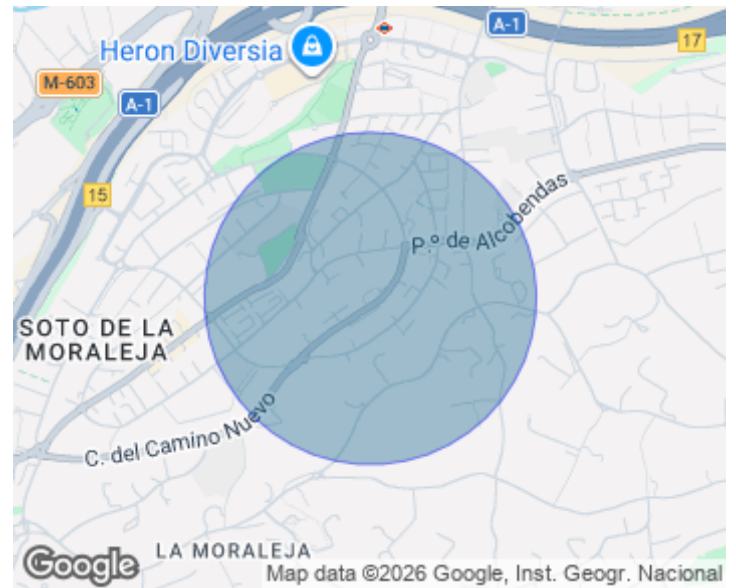 A-1
17
Heron Diversia
M-603
A-1
15
P.º de Alcobendas
SOTO DE LA
MORALEJA
C. del Camino Nuevo
LA MORALEJA
Google
Map data ©2026 Google, Inst. Geogr. Nacional